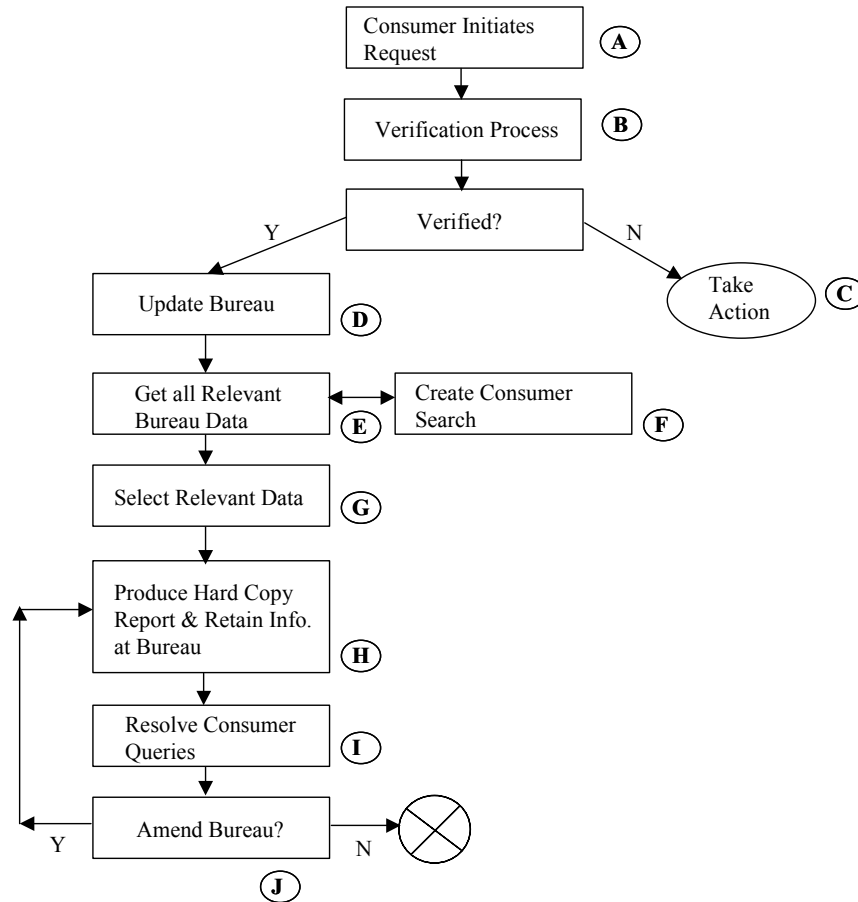 Consumer Initiates
Request
A
Verification Process
B
Verified?
Y
N
Take
Action
C
Update Bureau
D
Get all Relevant
Bureau Data
E
Create Consumer
Search
F
Select Relevant Data
G
Produce Hard Copy
Report & Retain Info.
at Bureau
H
Resolve Consumer
Queries
I
Amend Bureau?
Y
N
J